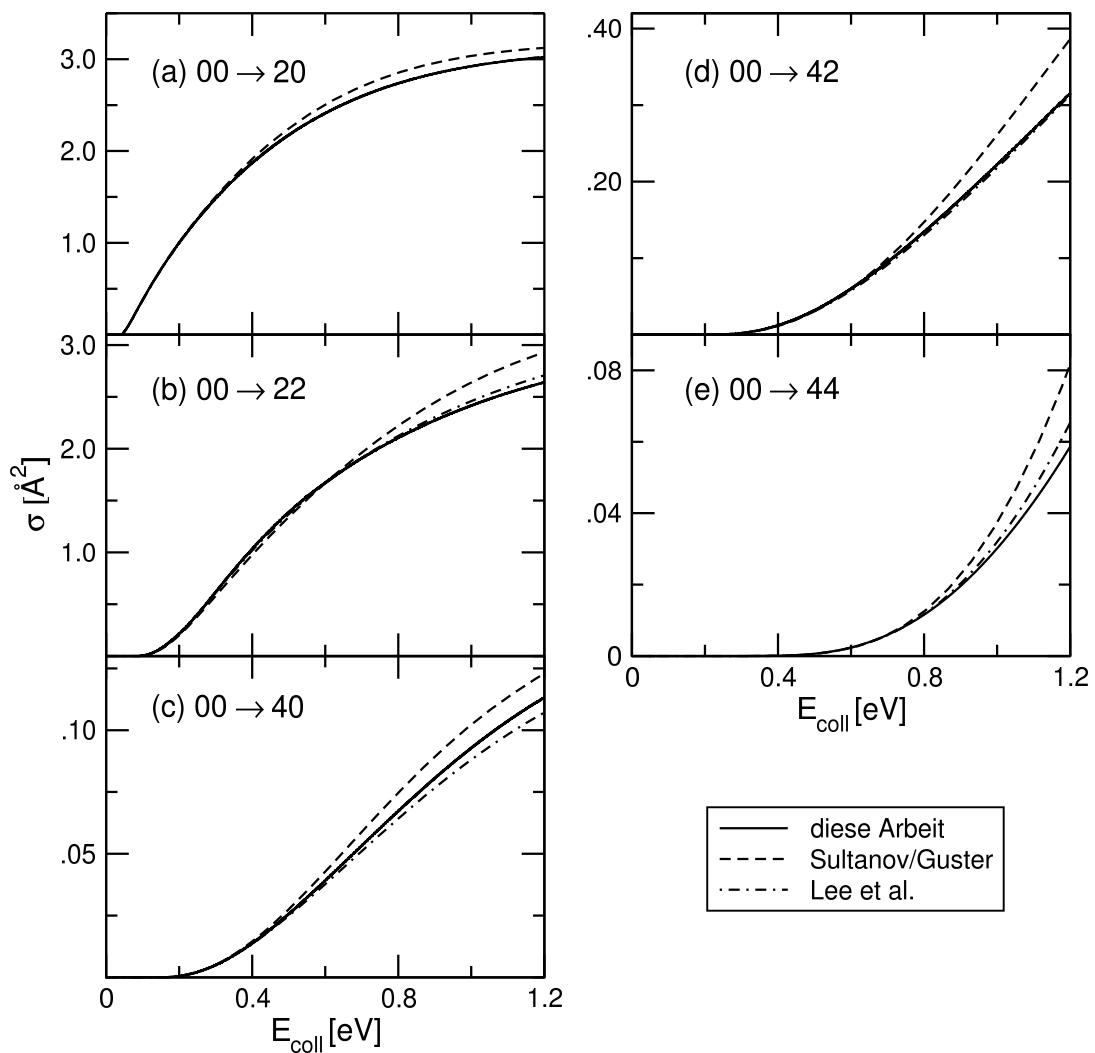 (a) 00 → 20
3.0
2.0
1.0
(b) 00 → 22
3.0
2.0
1.0
σ [Å²]
(c) 00 → 40
.10
.05
0 0.4 0.8 1.2
E_coll [eV]
(d) 00 → 42
.40
.20
(e) 00 → 44
.08
.04
0
0 0.4 0.8 1.2
E_coll [eV]
diese Arbeit
Sultanov/Guster
Lee et al.